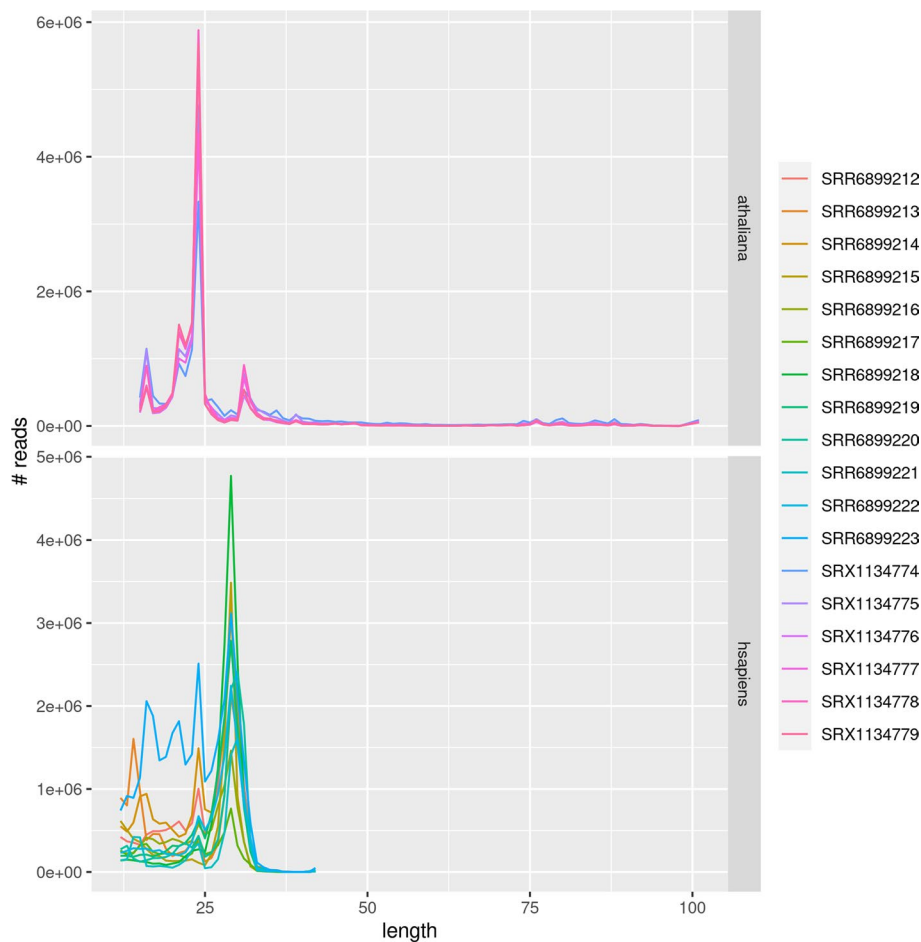 6e+06
4e+06
2e+06
0e+00
athaliana
# reads
5e+06
4e+06
3e+06
2e+06
1e+06
0e+00
hsapiens
25
50
75
100
length
SRR6899212
SRR6899213
SRR6899214
SRR6899215
SRR6899216
SRR6899217
SRR6899218
SRR6899219
SRR6899220
SRR6899221
SRR6899222
SRR6899223
SRX1134774
SRX1134775
SRX1134776
SRX1134777
SRX1134778
SRX1134779